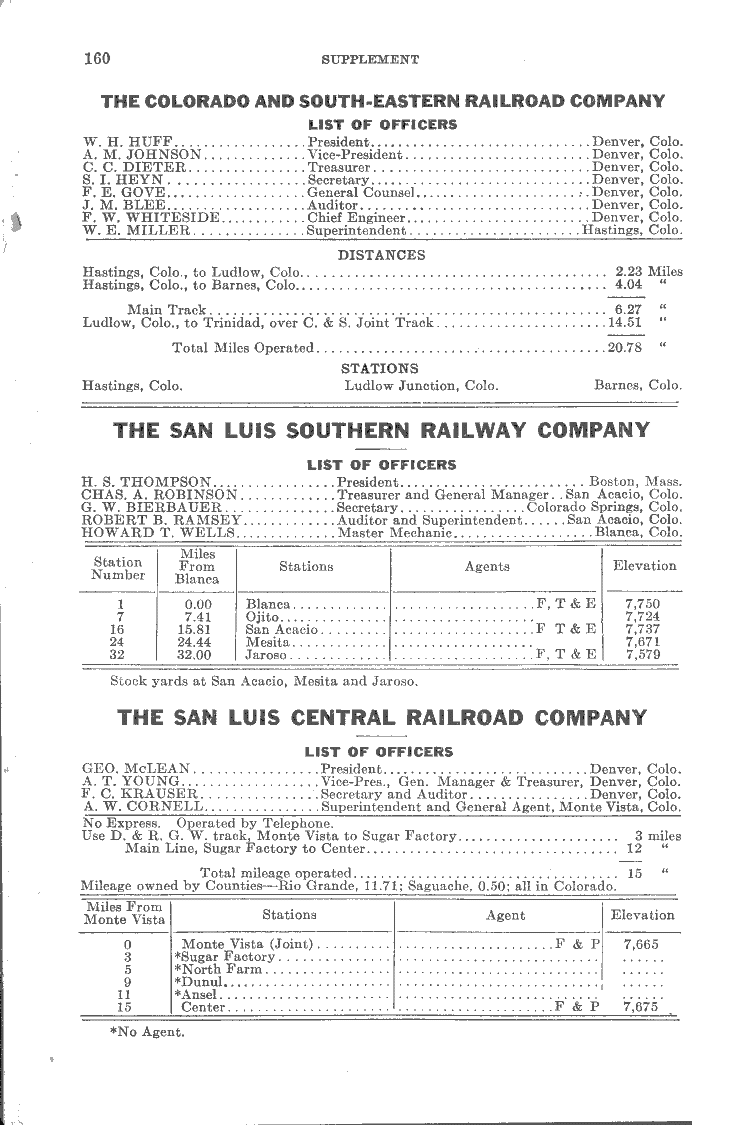 160 SUPPLEMENT
THE COLORADO AND SOUTH-EASTERN RAILROAD COMPANY
LIST OF OFFICERS
W. H. HUFF................President............................Denver, Colo.
A. M. JOHNSON.............Vice-President........................Denver, Colo.
C. C. DIETER...............Treasurer............................Denver, Colo.
S. I. HEYN.................Secretary............................Denver, Colo.
F. E. GOVE.................General Counsel......................Denver, Colo.
J. M. BLEE.................Auditor..............................Denver, Colo.
F. W. WHITESIDE...........Chief Engineer.......................Denver, Colo.
W. E. MILLER..............Superintendent......................Hastings, Colo.
DISTANCES
Hastings, Colo., to Ludlow, Colo........................................ 2.23 Miles
Hastings, Colo., to Barnes, Colo........................................ 4.04 “
Main Track.................................................... 6.27 “
Ludlow, Colo., to Trinidad, over C. & S. Joint Track.......................14.51 “
Total Miles Operated......................................20.78 “
STATIONS
Hastings, Colo. Ludlow Junction, Colo. Barnes, Colo.
THE SAN LUIS SOUTHERN RAILWAY COMPANY
LIST OF OFFICERS
H. S. THOMPSON................President........................Boston, Mass.
CHAS. A. ROBINSON.............Treasurer and General Manager..San Acacio, Colo.
G. W. BIERBAUER..............Secretary................Colorado Springs, Colo.
ROBERT B. RAMSEY............Auditor and Superintendent......San Acacio, Colo.
HOWARD T. WELLS.............Master Mechanic...................Blanca, Colo.
Station Number Miles From Blanca Stations Agents Elevation
1 0.00 Blanca................................F, T & E 7,750
7 7.41 Ojito................................ 7,724
16 15.81 San Acacio............................F T & E 7,737
24 24.44 Mesita............................... 7,671
32 32.00 Jaroso................................F, T & E 7,579
Stock yards at San Acacio, Mesita and Jaroso.
THE SAN LUIS CENTRAL RAILROAD COMPANY
LIST OF OFFICERS
GEO. McLEAN.................President...........................Denver, Colo.
A. T. YOUNG..................Vice-Pres., Gen. Manager & Treasurer, Denver, Colo.
F. C. KRAUSER................Secretary and Auditor................Denver, Colo.
A. W. CORNELL...............Superintendent and General Agent, Monte Vista, Colo.
No Express. Operated by Telephone.
Use D. & R. G. W. track, Monte Vista to Sugar Factory..................... 3 miles
Main Line, Sugar Factory to Center................................. 12 “
Total mileage operated................................... 15 “
Mileage owned by Counties—Rio Grande, 11.71; Saguache, 0.50; all in Colorado.
Miles From Monte Vista Stations Agent Elevation
0 Monte Vista (Joint)..............................F & P 7,665
3 *Sugar Factory........................................ ......
5 *North Farm........................................... ......
9 *Dunul................................................ ......
11 *Ansel............................................... ......
15 Center..........................................F & P 7,675
*No Agent.